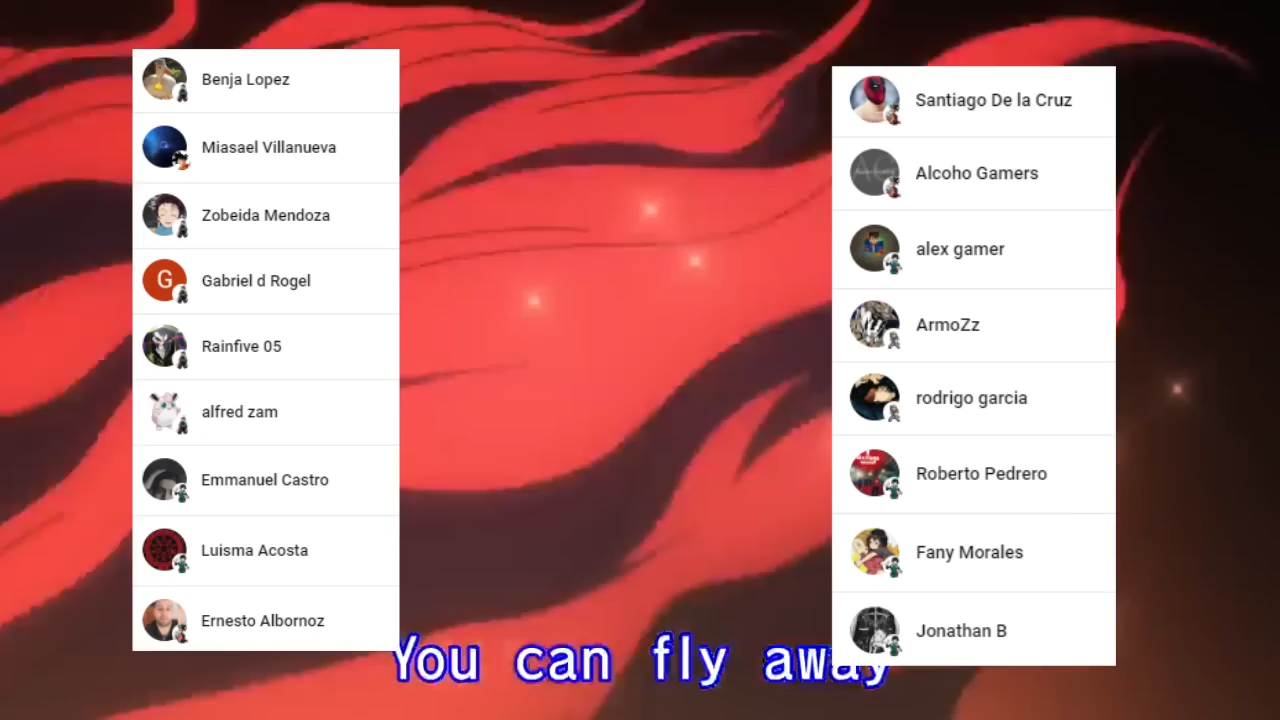 Benja Lopez
Miasael Villanueva
Zobeida Mendoza
G
Gabriel d Rogel
Rainfive 05
alfred zam
Emmanuel Castro
Luisma Acosta
Ernesto Albornoz
Santiago De la Cruz
Alcoho Gamers
alex gamer
ArmoZz
rodrigo garcia
Roberto Pedrero
Fany Morales
Jonathan B
You can fly away